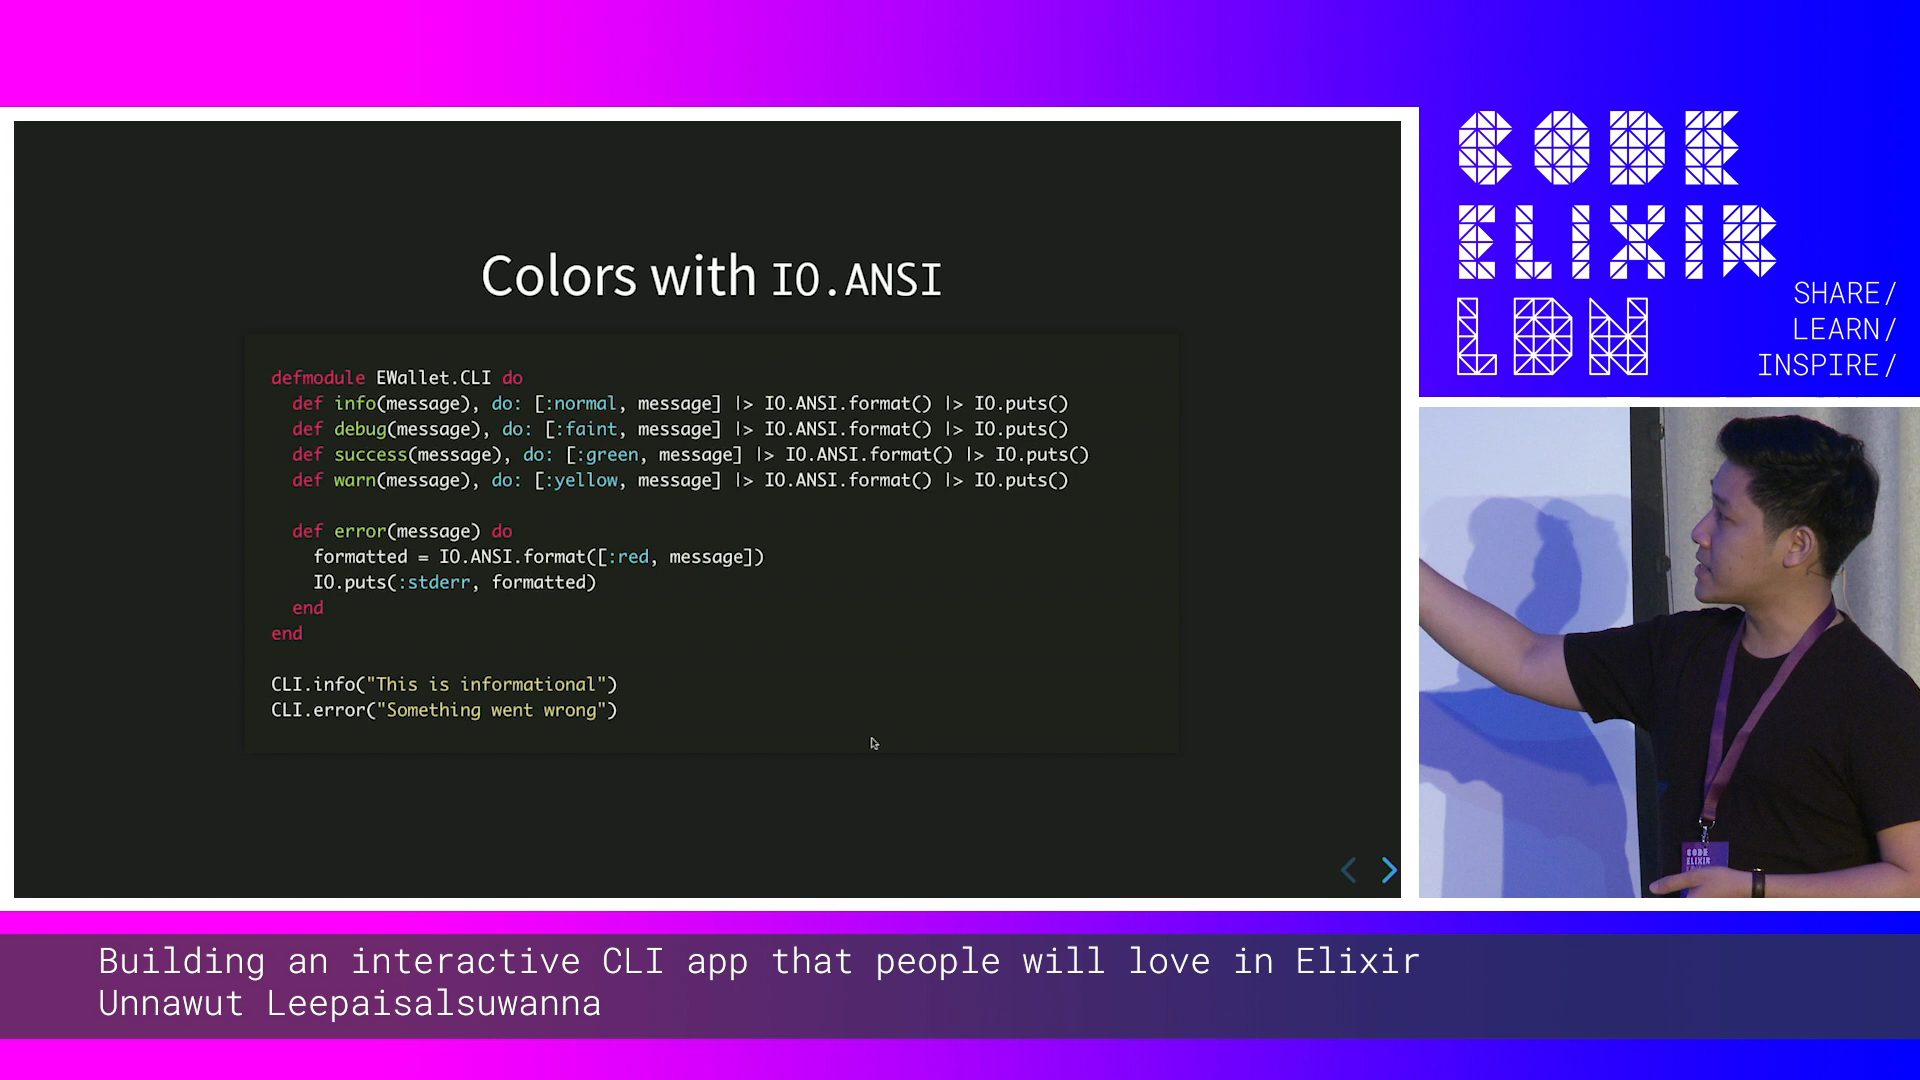 CODE
ELIXIR
LDN
SHARE/
LEARN/
INSPIRE/
Colors with IO.ANSI
defmodule EWallet.CLI do
  def info(message), do: [:normal, message] |> IO.ANSI.format() |> IO.puts()
  def debug(message), do: [:faint, message] |> IO.ANSI.format() |> IO.puts()
  def success(message), do: [:green, message] |> IO.ANSI.format() |> IO.puts()
  def warn(message), do: [:yellow, message] |> IO.ANSI.format() |> IO.puts()
  def error(message) do
    formatted = IO.ANSI.format([:red, message])
    IO.puts(:stderr, formatted)
  end
end
CLI.info("This is informational")
CLI.error("Something went wrong")
CODE
ELIXIR
Building an interactive CLI app that people will love in Elixir
Unnawut Leepaisalsuwanna